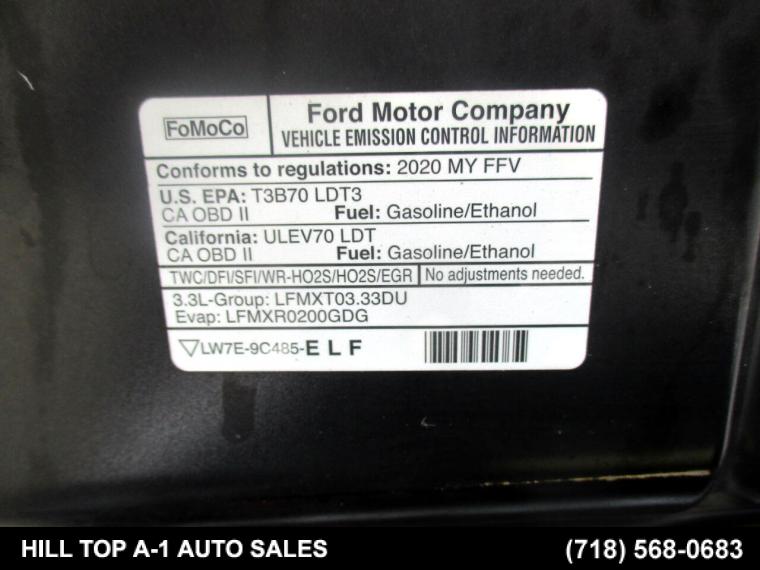 FoMoCo
Ford Motor Company
VEHICLE EMISSION CONTROL INFORMATION
Conforms to regulations: 2020 MY FFV
U.S. EPA: T3B70 LDT3
CA OBD II Fuel: Gasoline/Ethanol
California: ULEV70 LDT
CA OBD II Fuel: Gasoline/Ethanol
TWC/DFI/SFI/WR-HO2S/HO2S/EGR No adjustments needed.
3.3L-Group: LFMXT03.33DU
Evap: LFMXR0200GDG
LW7E-9C485-E L F
HILL TOP A-1 AUTO SALES (718) 568-0683